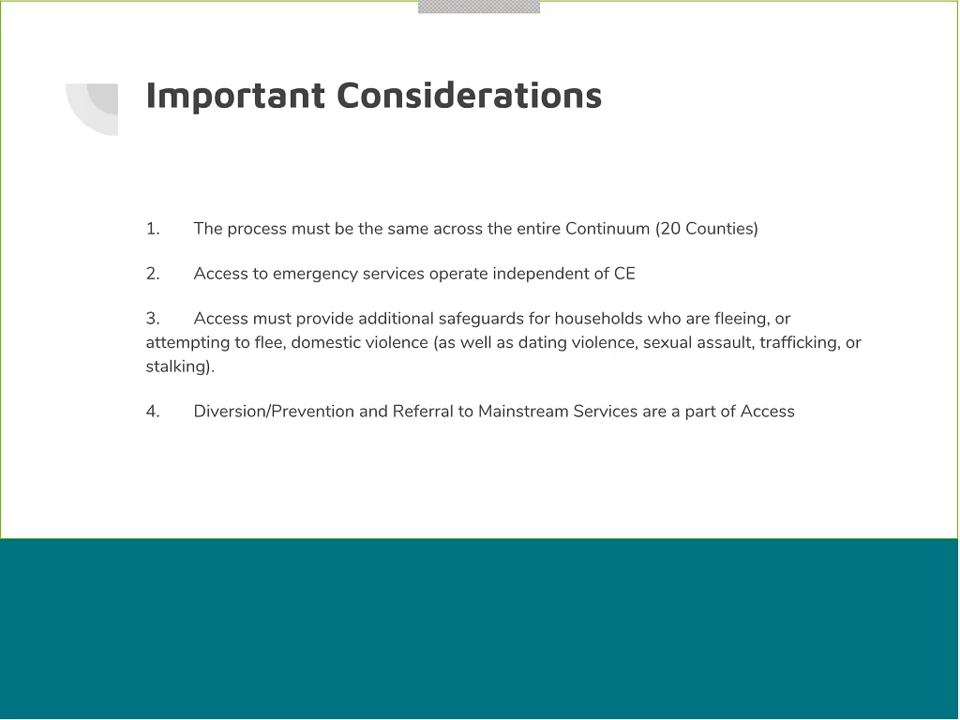 Important Considerations
1. The process must be the same across the entire Continuum (20 Counties)
2. Access to emergency services operate independent of CE
3. Access must provide additional safeguards for households who are fleeing, or
attempting to flee, domestic violence (as well as dating violence, sexual assault, trafficking, or
stalking).
4. Diversion/Prevention and Referral to Mainstream Services are a part of Access